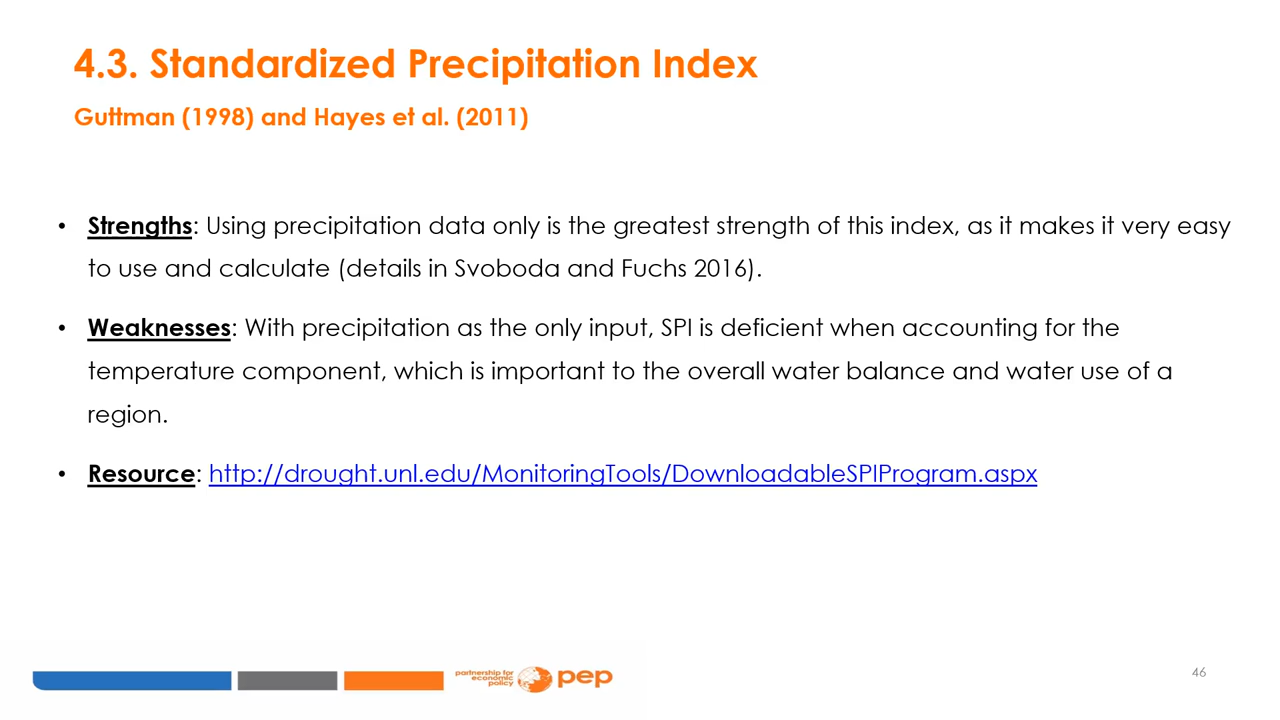 4.3. Standardized Precipitation Index
Guttman (1998) and Hayes et al. (2011)
• Strengths: Using precipitation data only is the greatest strength of this index, as it makes it very easy
to use and calculate (details in Svoboda and Fuchs 2016).
• Weaknesses: With precipitation as the only input, SPI is deficient when accounting for the
temperature component, which is important to the overall water balance and water use of a
region.
• Resource: http://drought.unl.edu/MonitoringTools/DownloadableSPIProgram.aspx
partnership for
economic
policy
pep
46